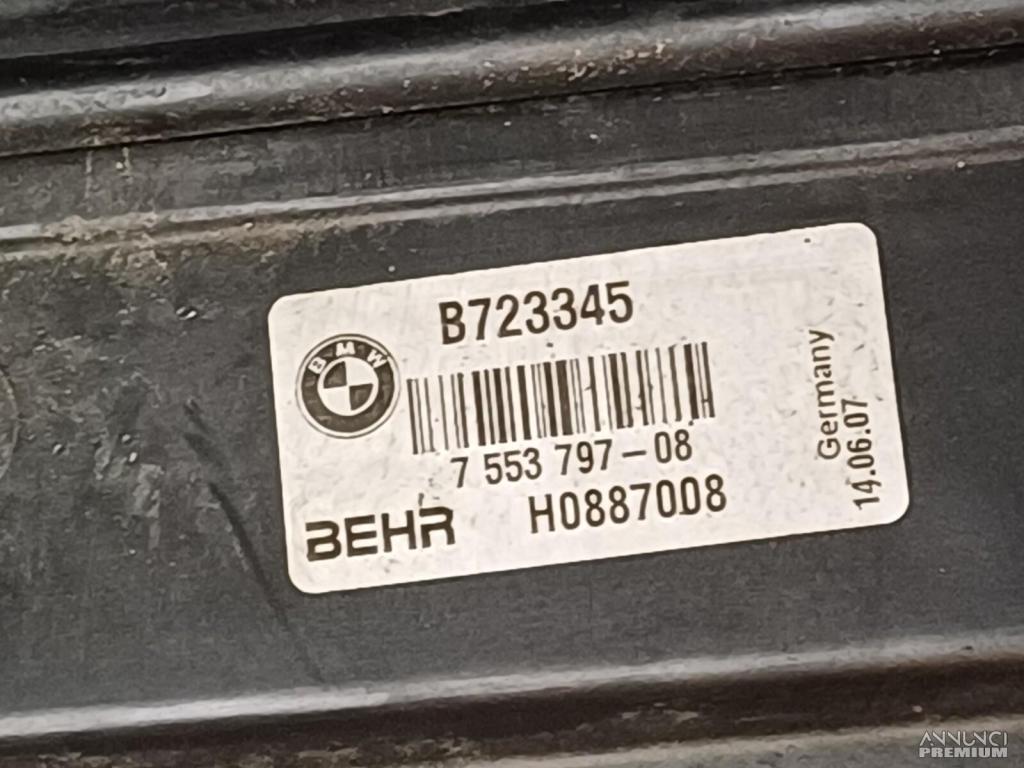 B723345
BMW
7 553 797-08
BEHR
H0887008
Germany
14.06.07
ANNUNCI
PREMIUM